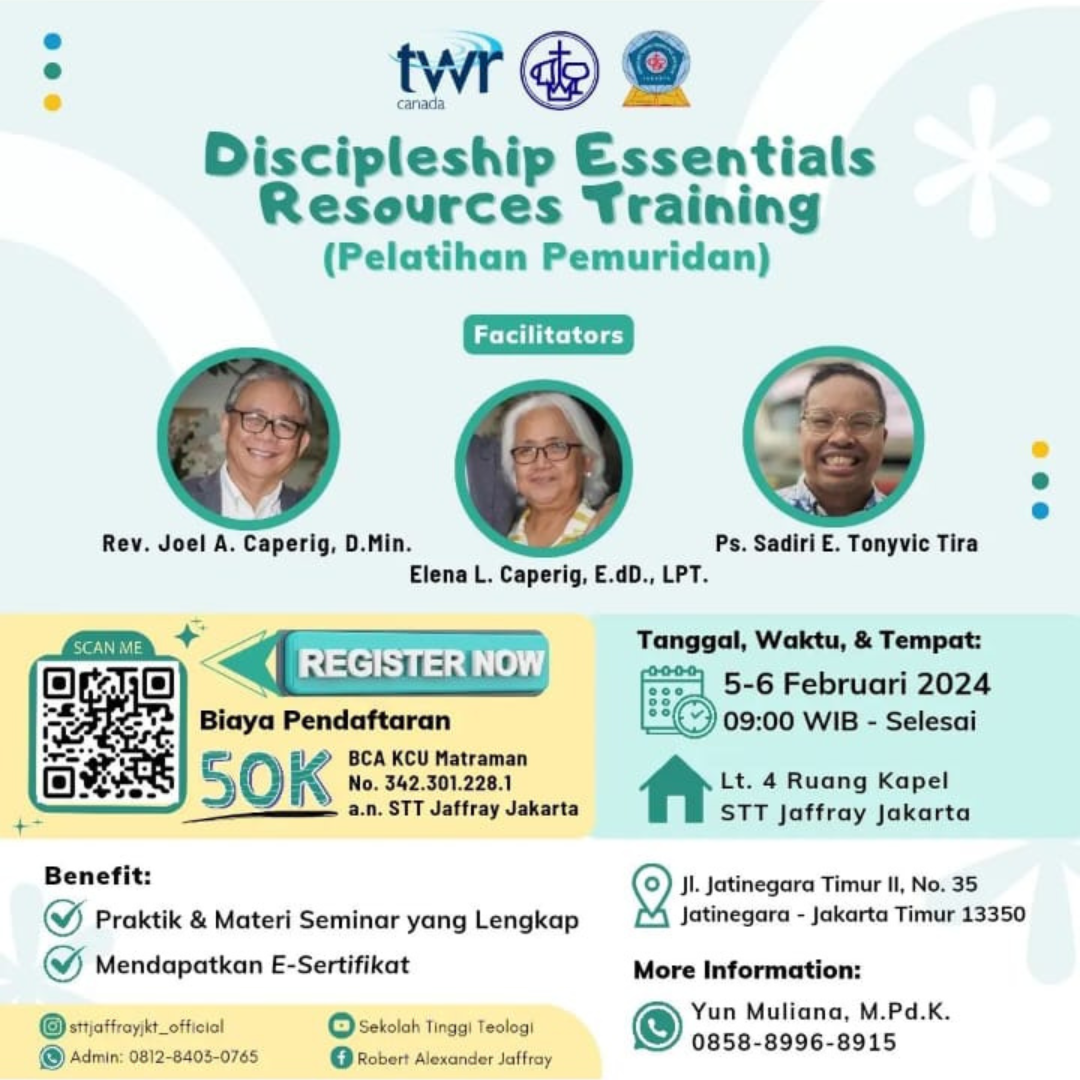 twr
canada
Discipleship Essentials
Resources Training
(Pelatihan Pemuridan)
Facilitators
Rev. Joel A. Caperig, D.Min.
Elena L. Caperig, E.dD., LPT.
Ps. Sadiri E. Tonyvic Tira
SCAN ME
REGISTER NOW
Biaya Pendaftaran
50K
BCA KCU Matraman
No. 342.301.228.1
a.n. STT Jaffray Jakarta
Tanggal, Waktu, & Tempat:
5-6 Februari 2024
09:00 WIB - Selesai
Lt. 4 Ruang Kapel
STT Jaffray Jakarta
Benefit:
Praktik & Materi Seminar yang Lengkap
Mendapatkan E-Sertifikat
Jl. Jatinegara Timur II, No. 35
Jatinegara - Jakarta Timur 13350
More Information:
Yun Muliana, M.Pd.K.
0858-8996-8915
sttjaffrayjkt_official
Admin: 0812-8403-0765
Sekolah Tinggi Teologi
Robert Alexander Jaffray